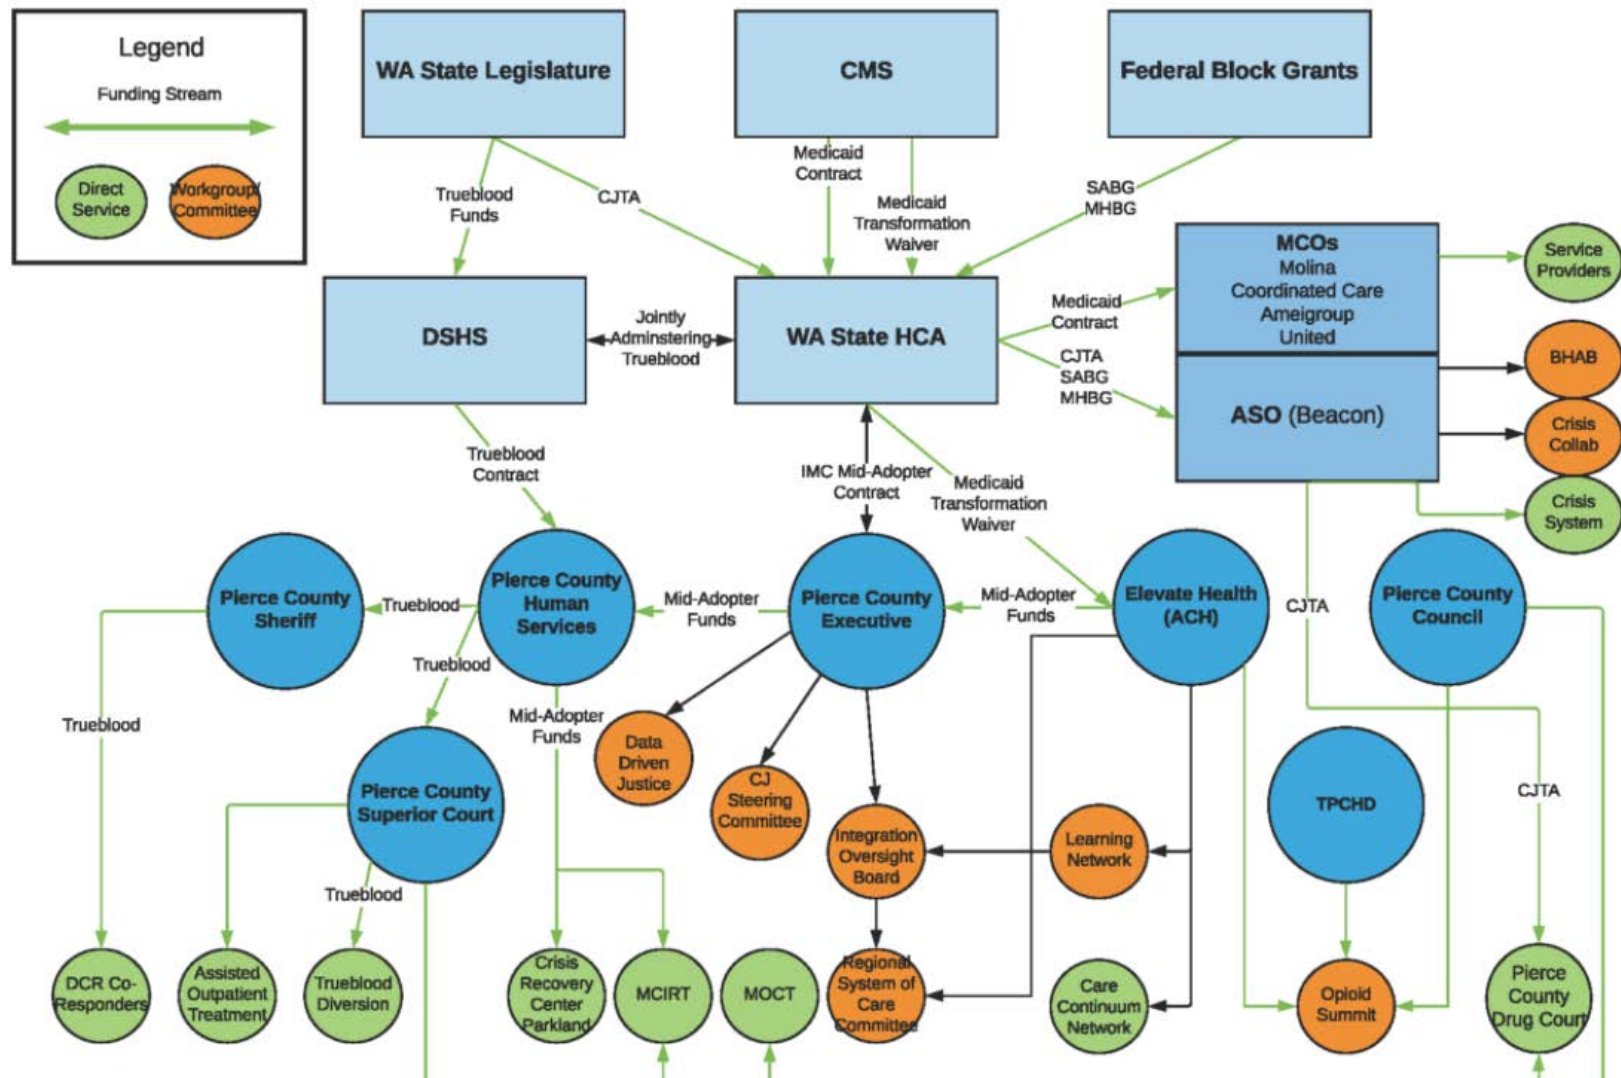 Legend
Funding Stream
Direct
Service
Workgroup/
Committee
WA State Legislature
CMS
Federal Block Grants
Trueblood
Funds
CJTA
Medicaid
Contract
Medicaid
Transformation
Waiver
SABG
MHBG
DSHS
Jointly
Adminstering
Trueblood
WA State HCA
Medicaid
Contract
CJTA
SABG
MHBG
MCOs
Molina
Coordinated Care
Ameigroup
United
ASO (Beacon)
Service
Providers
BHAB
Crisis
Collab
Crisis
System
Trueblood
Contract
IMC Mid-Adopter
Contract
Medicaid
Transformation
Waiver
Pierce County
Sheriff
Trueblood
Pierce County
Human
Services
Mid-Adopter
Funds
Pierce County
Executive
Mid-Adopter
Funds
Elevate Health
(ACH)
CJTA
Pierce County
Council
Trueblood
Trueblood
Mid-Adopter
Funds
Data
Driven
Justice
CJ
Steering
Committee
Pierce County
Superior Court
Integration
Oversight
Board
Learning
Network
TPCHD
CJTA
Trueblood
DCR Co-
Responders
Assisted
Outpatient
Treatment
Trueblood
Diversion
Crisis
Recovery
Center
Parkland
MCIRT
MOCT
Regional
System of
Care
Committee
Care
Continuum
Network
Opioid
Summit
Pierce
County
Drug Court